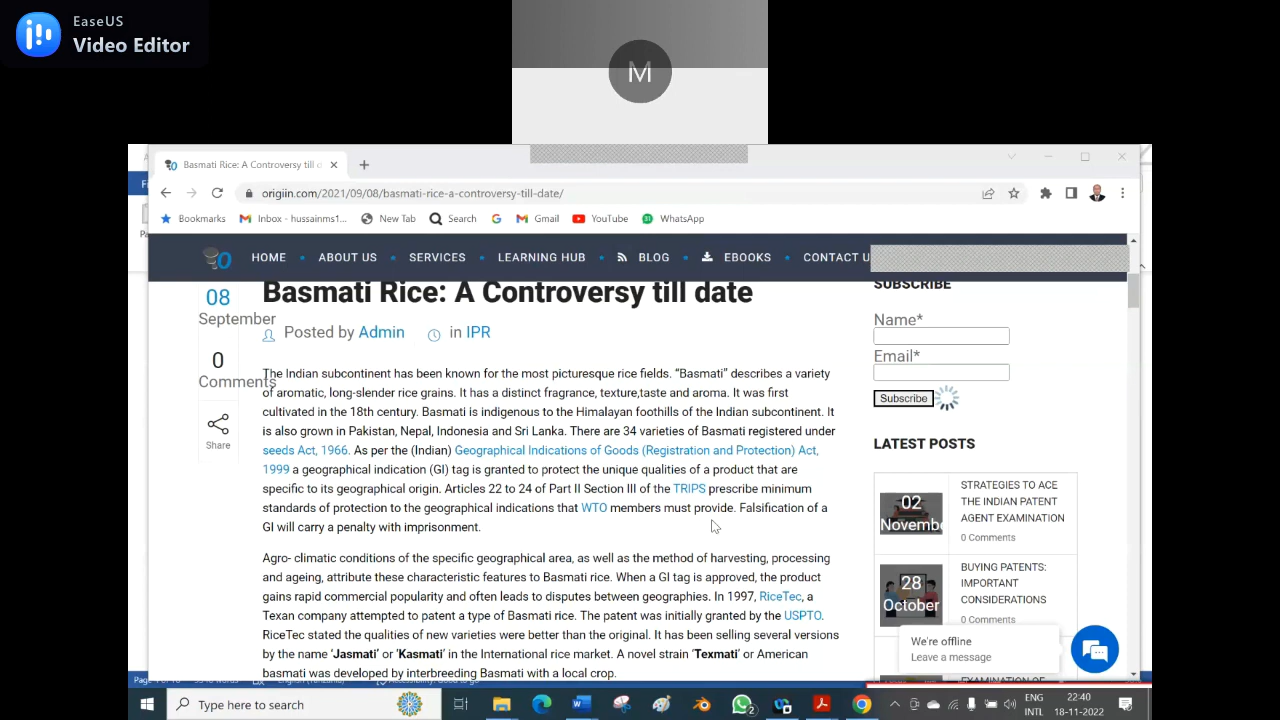 EaseUS
Video Editor
M
Basmati Rice: A Controversy till d
origiin.com/2021/09/08/basmati-rice-a-controversy-till-date/
Bookmarks
Inbox - hussainms1...
New Tab
Search
Gmail
YouTube
WhatsApp
HOME
ABOUT US
SERVICES
LEARNING HUB
BLOG
EBOOKS
CONTACT U
08
September
0
Comments
Share
Basmati Rice: A Controversy till date
Posted by Admin in IPR
The Indian subcontinent has been known for the most picturesque rice fields. “Basmati” describes a variety
of aromatic, long-slender rice grains. It has a distinct fragrance, texture,taste and aroma. It was first
cultivated in the 18th century. Basmati is indigenous to the Himalayan foothills of the Indian subcontinent. It
is also grown in Pakistan, Nepal, Indonesia and Sri Lanka. There are 34 varieties of Basmati registered under
seeds Act, 1966. As per the (Indian) Geographical Indications of Goods (Registration and Protection) Act,
1999 a geographical indication (GI) tag is granted to protect the unique qualities of a product that are
specific to its geographical origin. Articles 22 to 24 of Part II Section III of the TRIPS prescribe minimum
standards of protection to the geographical indications that WTO members must provide. Falsification of a
GI will carry a penalty with imprisonment.
Agro- climatic conditions of the specific geographical area, as well as the method of harvesting, processing
and ageing, attribute these characteristic features to Basmati rice. When a GI tag is approved, the product
gains rapid commercial popularity and often leads to disputes between geographies. In 1997, RiceTec, a
Texan company attempted to patent a type of Basmati rice. The patent was initially granted by the USPTO.
RiceTec stated the qualities of new varieties were better than the original. It has been selling several versions
by the name ‘Jasmati’ or ‘Kasmati’ in the International rice market. A novel strain ‘Texmati’ or American
basmati was developed by interbreeding Basmati with a local crop.
SUBSCRIBE
Name*
Email*
Subscribe
LATEST POSTS
02
Novembe
STRATEGIES TO ACE
THE INDIAN PATENT
AGENT EXAMINATION
0 Comments
28
October
BUYING PATENTS:
IMPORTANT
CONSIDERATIONS
0 Comments
We're offline
Leave a message
EXAMINATION OF
Type here to search
2
ENG
INTL
22:40
18-11-2022